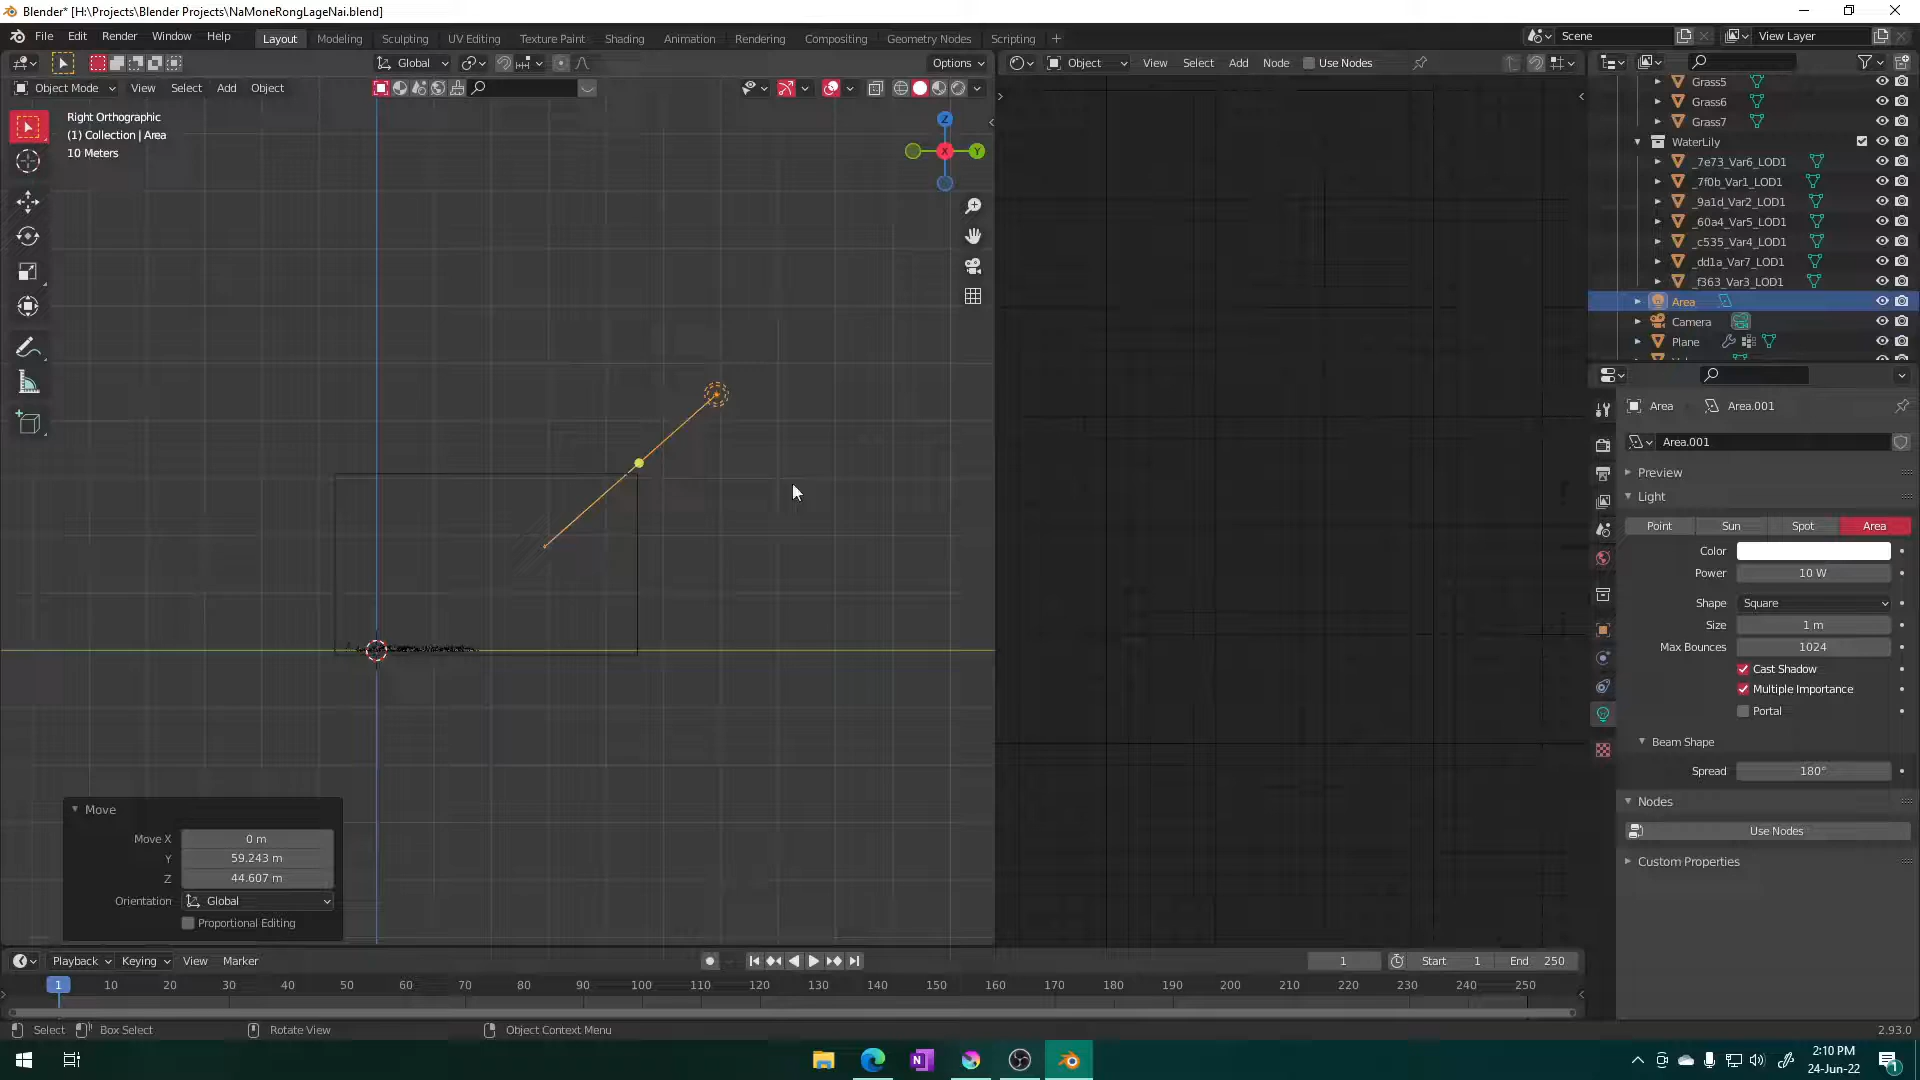 Blender* [H:\Projects\Blender Projects\NaMoneRongLageNai.blend]
File Edit Render Window Help Layout Modeling Sculpting UV Editing Texture Paint Shading Animation Rendering Compositing Geometry Nodes Scripting + Scene View Layer
Global Options Object View Select Add Node Use Nodes
Object Mode View Select Add Object
Right Orthographic
(1) Collection | Area
10 Meters
Z
X
Y
Grass5
Grass6
Grass7
WaterLily
_7e73_Var6_LOD1
_7f0b_Var1_LOD1
_9a1d_Var2_LOD1
_60a4_Var5_LOD1
_c535_Var4_LOD1
_dd1a_Var7_LOD1
_f363_Var3_LOD1
Area
Camera
Plane
Area Area.001
Area.001
Preview
Light
Point Sun Spot Area
Color
Power 10 W
Shape Square
Size 1 m
Max Bounces 1024
Cast Shadow
Multiple Importance
Portal
Beam Shape
Spread 180°
Nodes
Use Nodes
Custom Properties
Move
Move X 0 m
Y 59.243 m
Z 44.607 m
Orientation Global
Proportional Editing
Playback Keying View Marker 1 Start 1 End 250
1 10 20 30 40 50 60 70 80 90 100 110 120 130 140 150 160 170 180 190 200 210 220 230 240 250
Select Box Select Rotate View Object Context Menu 2.93.0
2:10 PM
24-Jun-22
1